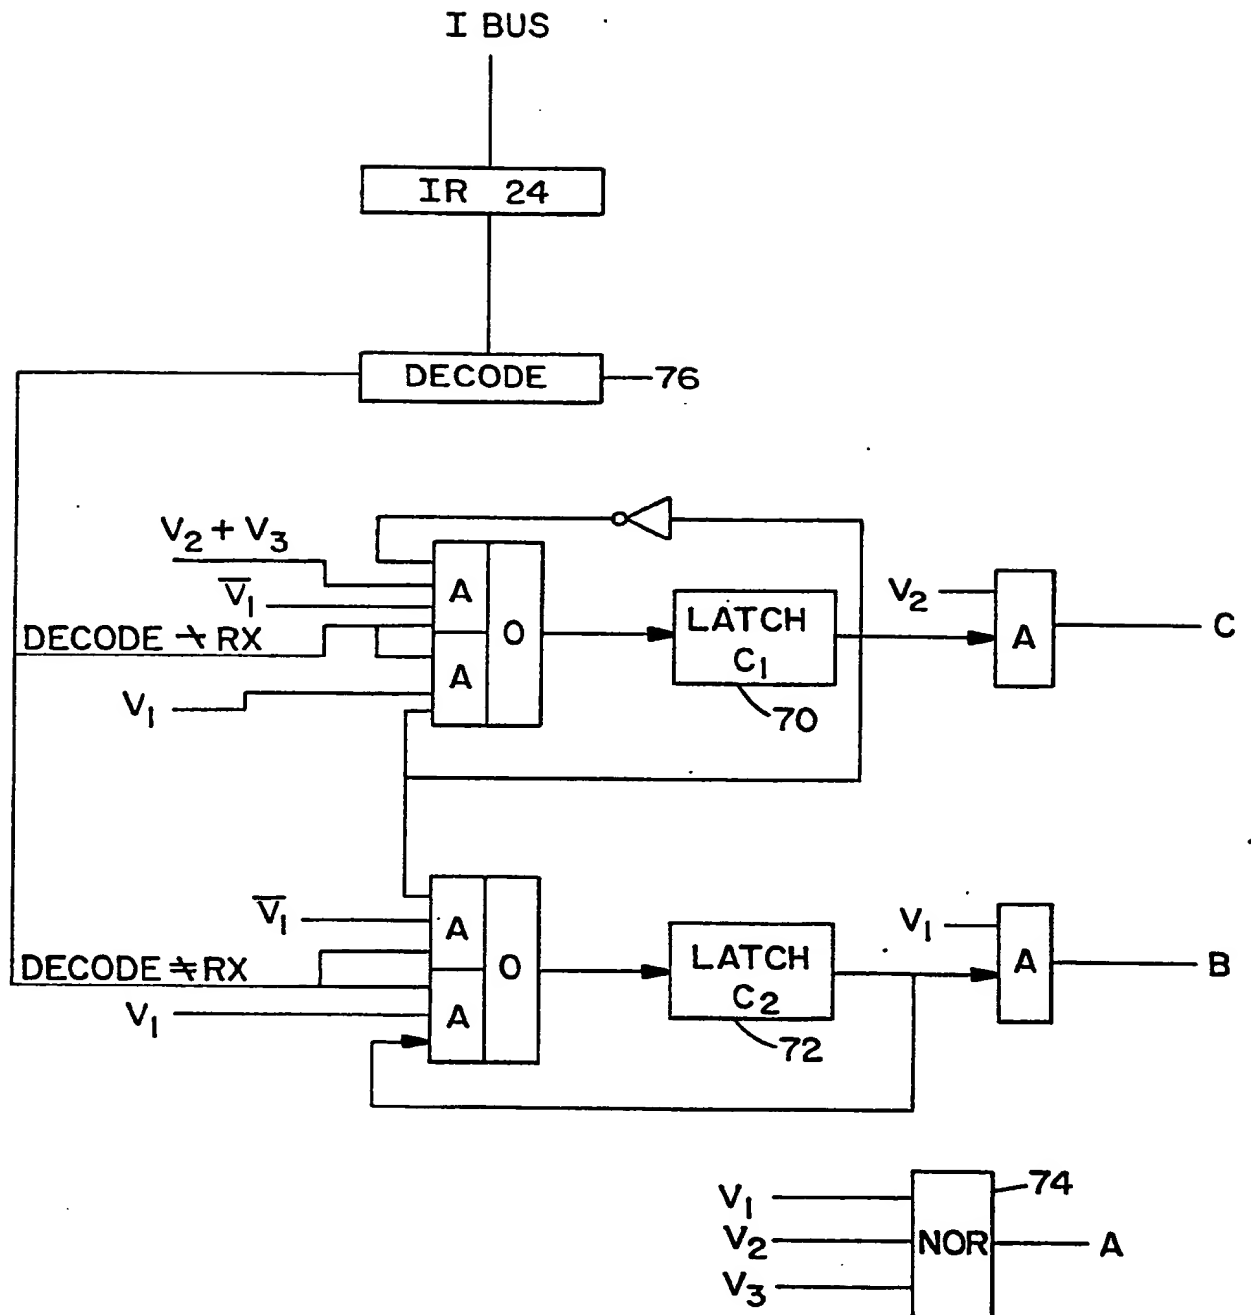 I BUS
IR 24
DECODE
76
V2 + V3
A
V̅1
O
DECODE ≠ RX
A
V1
LATCH
C1
70
V2
A
C
V̅1
A
O
DECODE ≠ RX
A
V1
LATCH
C2
72
V1
A
B
V1
V2
V3
NOR
74
A